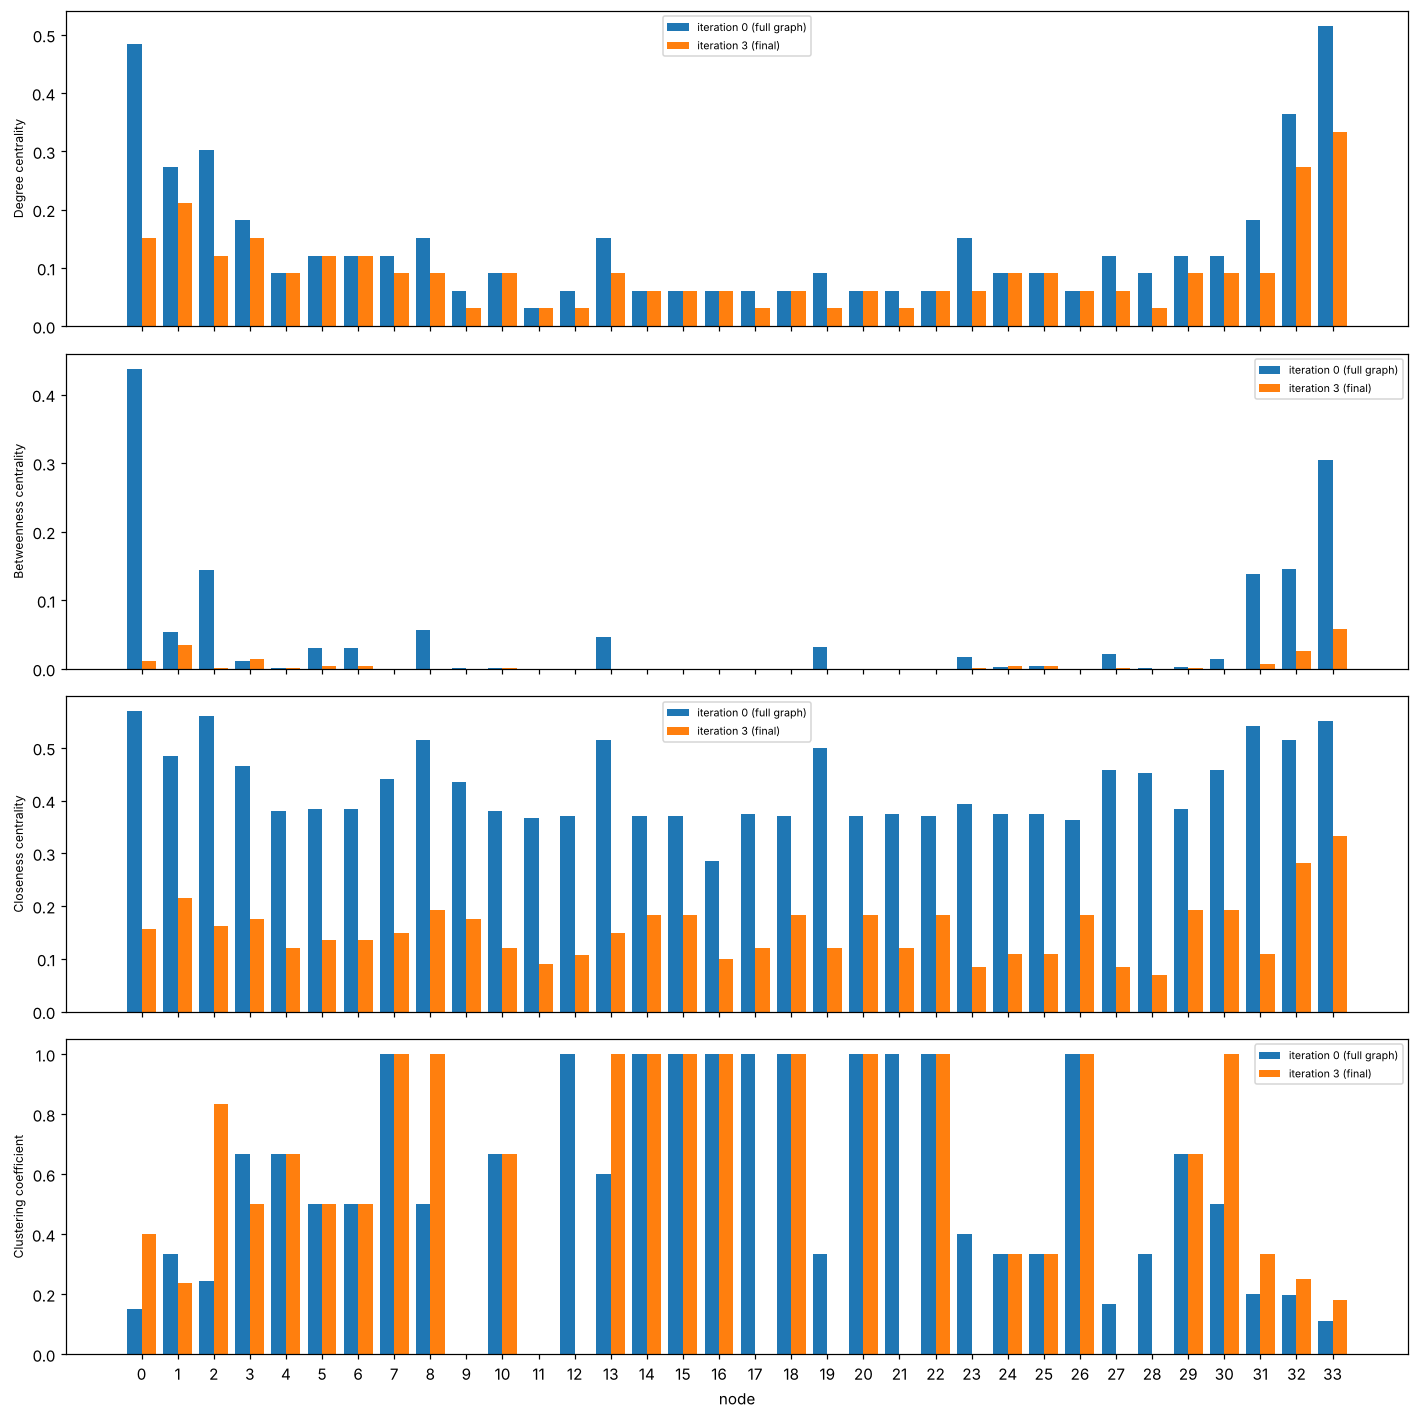 iteration 0 (full graph)
iteration 3 (final)
Degree centrality
0.5
0.4
0.3
0.2
0.1
0.0
iteration 0 (full graph)
iteration 3 (final)
Betweenness centrality
0.4
0.3
0.2
0.1
0.0
iteration 0 (full graph)
iteration 3 (final)
Closeness centrality
0.5
0.4
0.3
0.2
0.1
0.0
iteration 0 (full graph)
iteration 3 (final)
Clustering coefficient
1.0
0.8
0.6
0.4
0.2
0.0
0 1 2 3 4 5 6 7 8 9 10 11 12 13 14 15 16 17 18 19 20 21 22 23 24 25 26 27 28 29 30 31 32 33
node